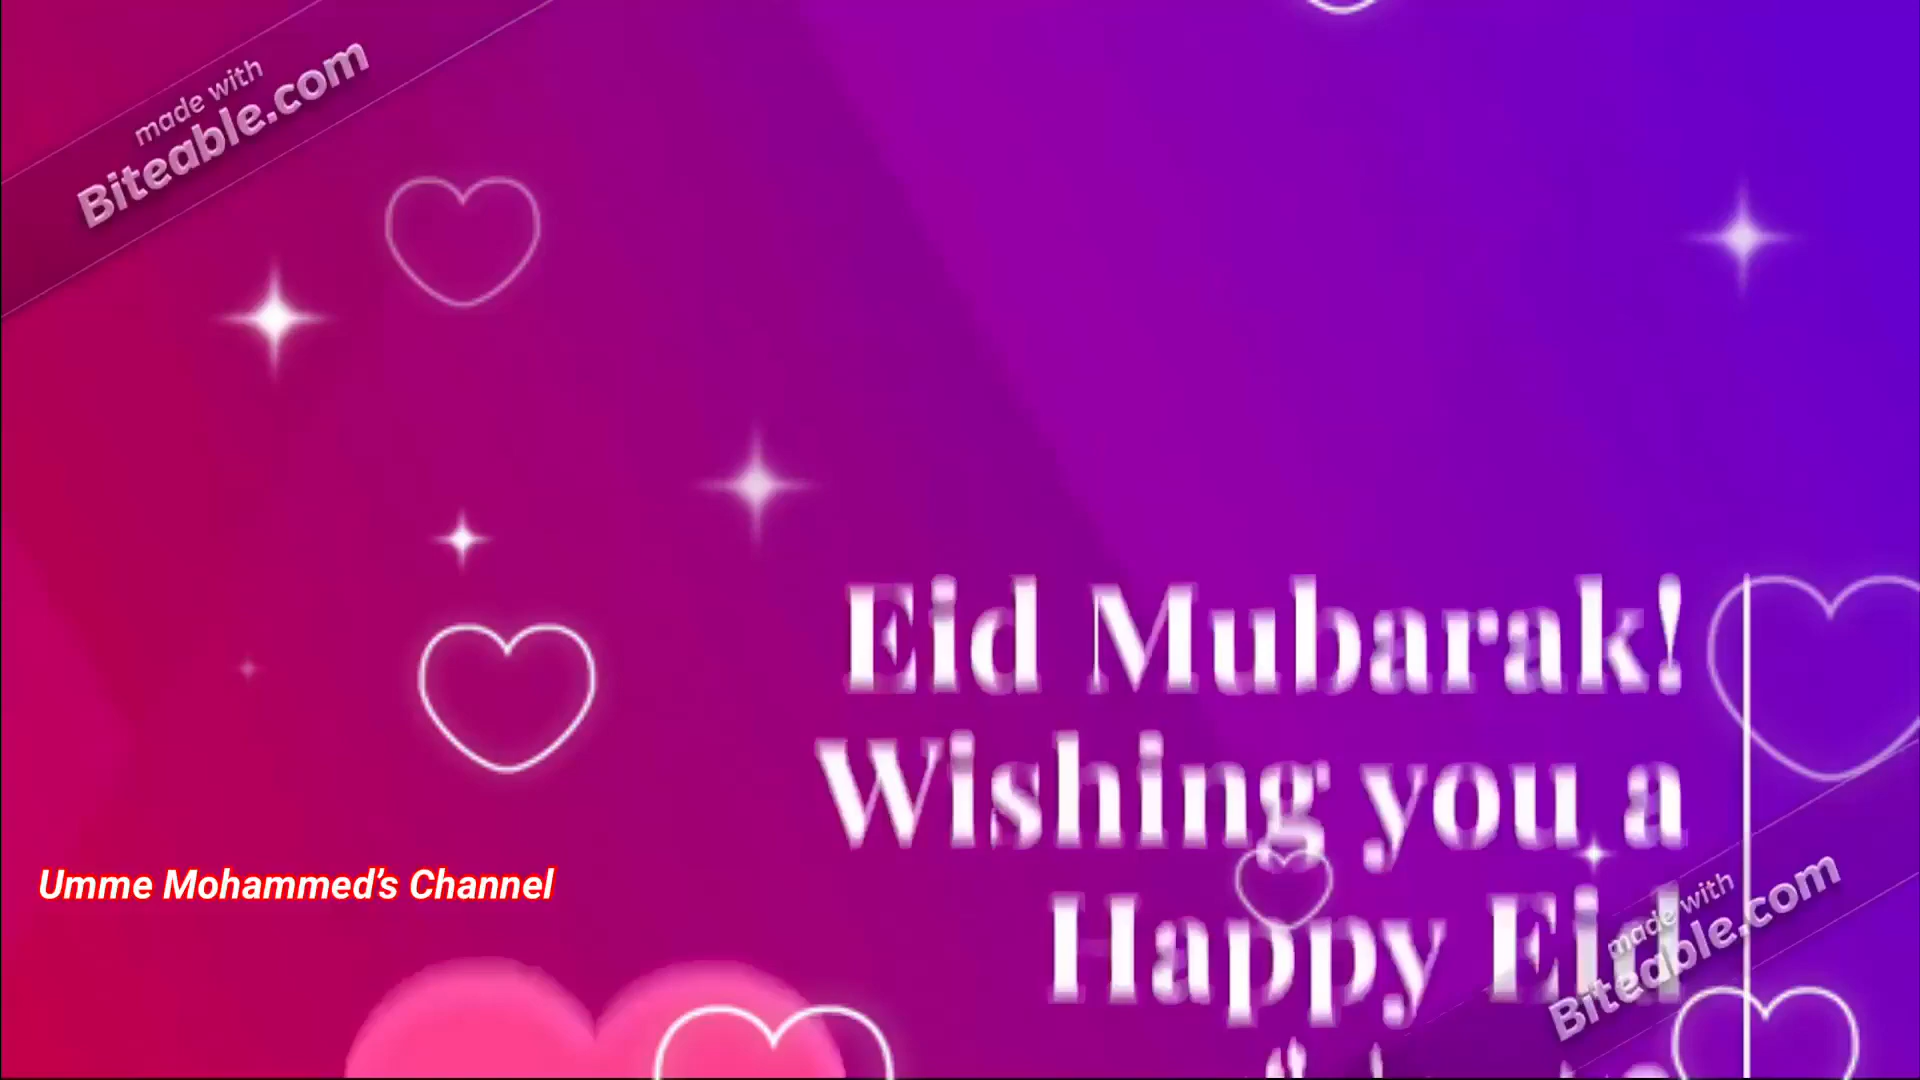 made with
Biteable.com
Eid Mubarak!
Wishing you a
Happy Eid
Umme Mohammed’s Channel
made with
Biteable.com